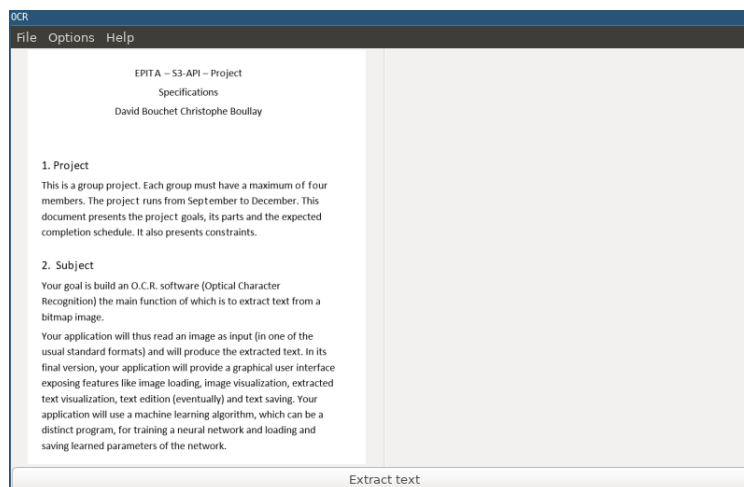 OCR
File Options Help
EPITA – S3-API – Project
Specifications
David Bouchet Christophe Boullay
1. Project
This is a group project. Each group must have a maximum of four
members. The project runs from September to December. This
document presents the project goals, its parts and the expected
completion schedule. It also presents constraints.
2. Subject
Your goal is build an O.C.R. software (Optical Character
Recognition) the main function of which is to extract text from a
bitmap image.
Your application will thus read an image as input (in one of the
usual standard formats) and will produce the extracted text. In its
final version, your application will provide a graphical user interface
exposing features like image loading, image visualization, extracted
text visualization, text edition (eventually) and text saving. Your
application will use a machine learning algorithm, which can be a
distinct program, for training a neural network and loading and
saving learned parameters of the network.
Extract text